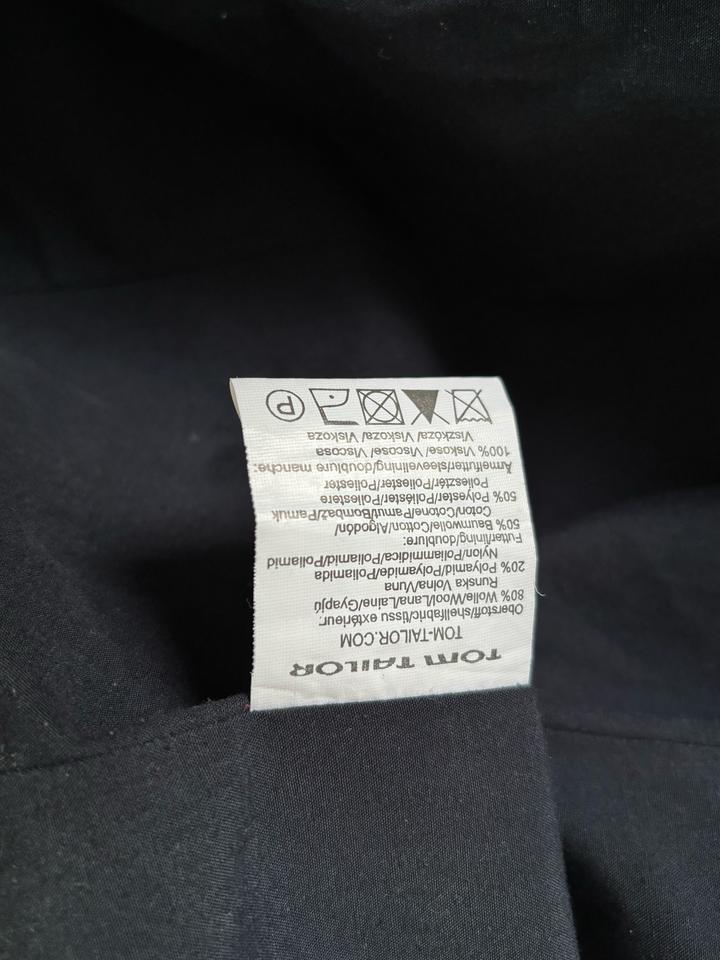 TOM TAILOR
TOM-TAILOR.COM
Oberstoff/shellfabric/tissu extérieur:
80% Wolle/Wool/Lana/Laine/Gyapjú
Runska Volna/Vuna
20% Polyamid/Polyamide/Poliamida
Nylon/Poliammidica/Poliamid/Poliamid
Futter/lining/doublure:
50% Baumwolle/Cotton/Algodón/
Coton/Cotone/Pamut/Bombaž/Pamuk
50% Polyester/Poliéster/Poliestere
Poliészter/Poliester/Poliester
Ärmelfutter/sleevelining/doublure manche:
100% Viskose/Viscose/Viscosa
Viszkóza/Viskoza/Viskoza
P